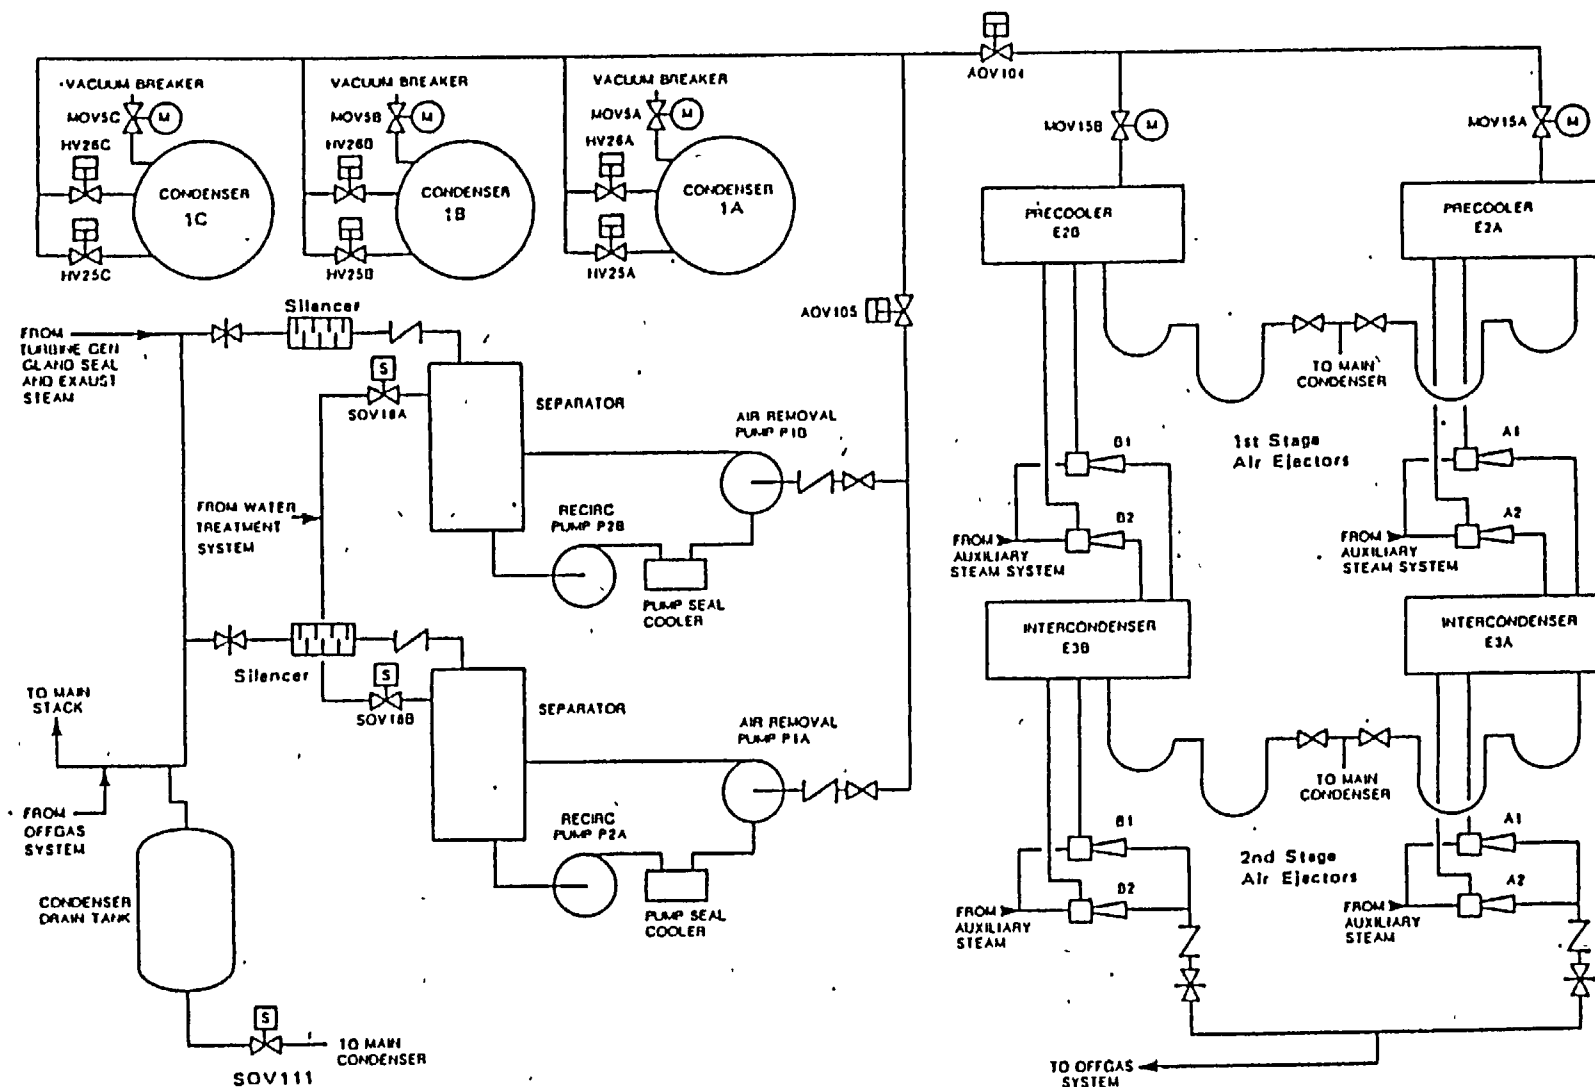 AOV104
VACUUM BREAKER
MOV5C
M
HV26C
CONDENSER
1C
HV25C
VACUUM BREAKER
MOV5B
M
HV26B
CONDENSER
1B
HV25B
VACUUM BREAKER
MOV5A
M
HV26A
CONDENSER
1A
HV25A
MOV15B
M
MOV15A
M
PRECOOLER
E2B
PRECOOLER
E2A
AOV105
Silencer
FROM
TURBINE GEN
GLAND SEAL
AND EXAUST
STEAM
S
SOV18A
SEPARATOR
AIR REMOVAL
PUMP P1B
TO MAIN
CONDENSER
1st Stage
Air Ejectors
B1
B2
FROM
AUXILIARY
STEAM SYSTEM
A1
A2
FROM
AUXILIARY
STEAM SYSTEM
FROM WATER
TREATMENT
SYSTEM
RECIRC
PUMP P2B
PUMP SEAL
COOLER
INTERCONDENSER
E3B
INTERCONDENSER
E3A
Silencer
S
SOV18B
SEPARATOR
AIR REMOVAL
PUMP P1A
TO MAIN
STACK
FROM
OFFGAS
SYSTEM
RECIRC
PUMP P2A
PUMP SEAL
COOLER
TO MAIN
CONDENSER
2nd Stage
Air Ejectors
B1
B2
FROM
AUXILIARY
STEAM
A1
A2
FROM
AUXILIARY
STEAM
CONDENSER
DRAIN TANK
S
SOV111
TO MAIN
CONDENSER
TO OFFGAS
SYSTEM